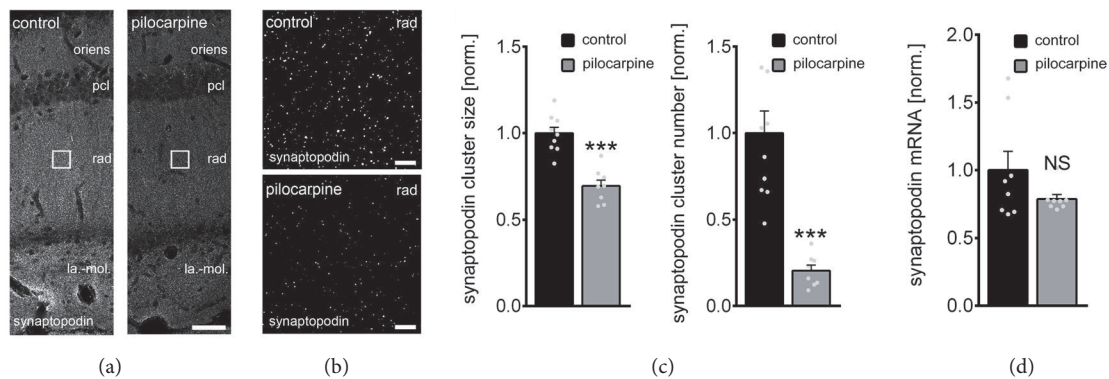 control
oriens
pcl
rad
la.-mol.
synaptopodin
pilocarpine
oriens
pcl
rad
la.-mol.
(a)
control
rad
synaptopodin
pilocarpine
rad
synaptopodin
(b)
synaptopodin cluster size [norm.]
1.5
1.0
0.5
0.0
control
pilocarpine
***
synaptopodin cluster number [norm.]
1.5
1.0
0.5
0.0
control
pilocarpine
***
(c)
synaptopodin mRNA [norm.]
2.0
1.5
1.0
0.5
0.0
control
pilocarpine
NS
(d)